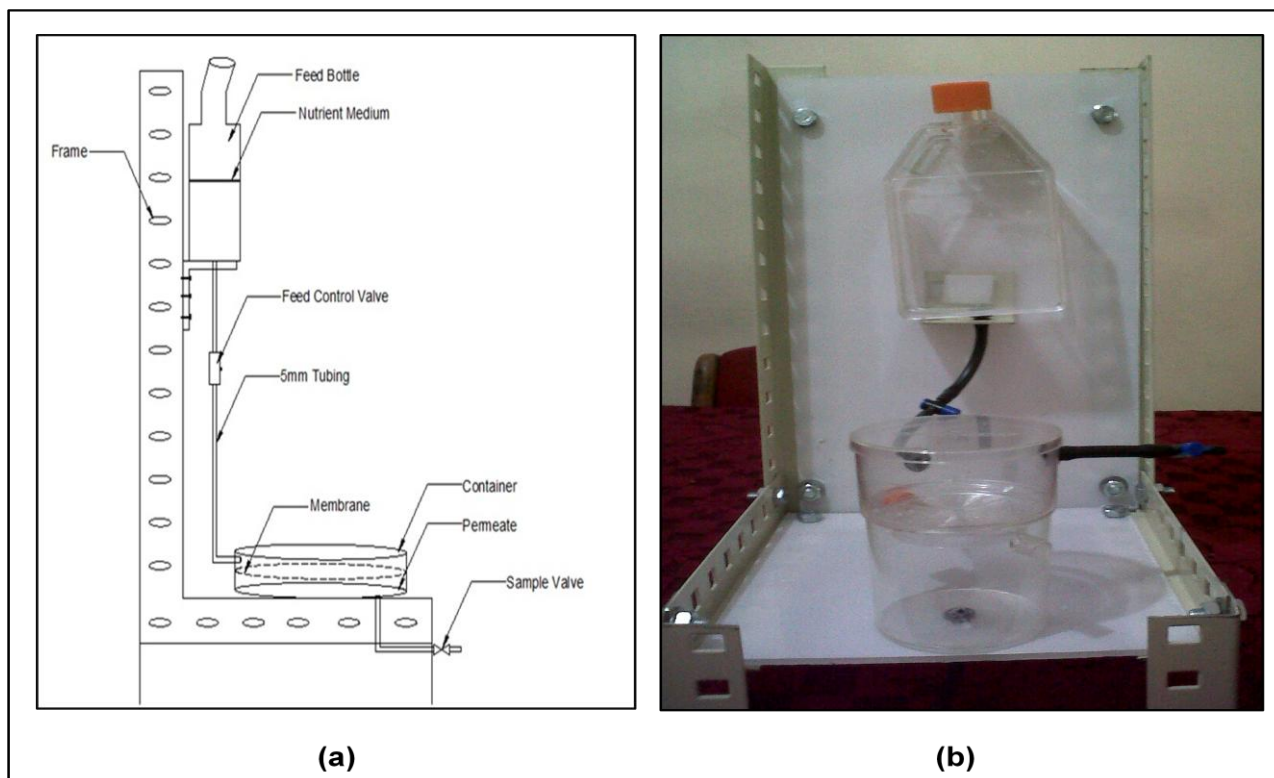 Feed Bottle
Nutrient Medium
Frame
Feed Control Valve
5mm Tubing
Container
Membrane
Permeate
Sample Valve
(a)
(b)